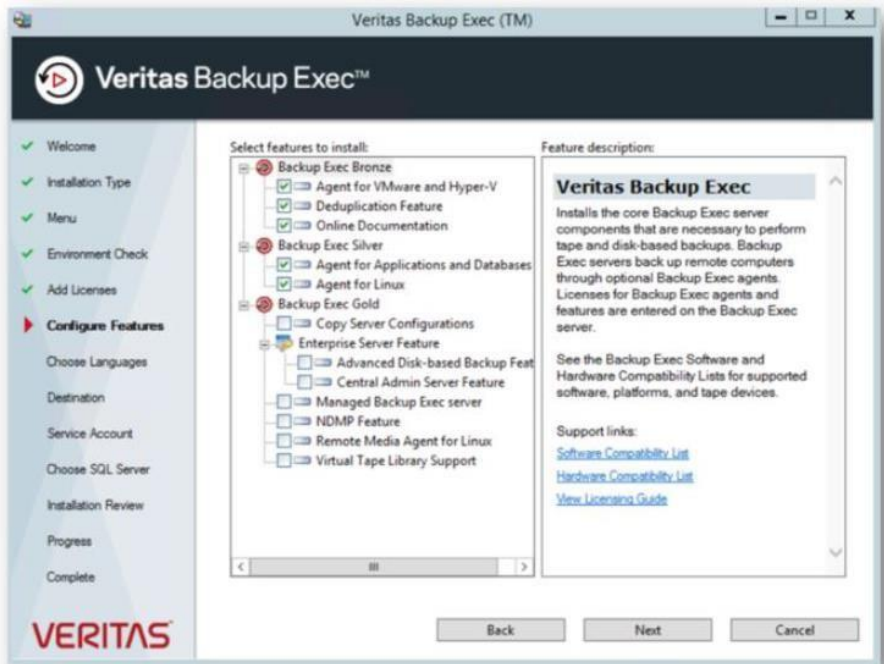 Veritas Backup Exec (TM)
Veritas Backup Exec™
Welcome
Installation Type
Menu
Environment Check
Add Licenses
Configure Features
Choose Languages
Destination
Service Account
Choose SQL Server
Installation Review
Progress
Complete
VERITAS
Select features to install:
Backup Exec Bronze
Agent for VMware and Hyper-V
Deduplication Feature
Online Documentation
Backup Exec Silver
Agent for Applications and Databases
Agent for Linux
Backup Exec Gold
Copy Server Configurations
Enterprise Server Feature
Advanced Disk-based Backup Feat
Central Admin Server Feature
Managed Backup Exec server
NDMP Feature
Remote Media Agent for Linux
Virtual Tape Library Support
Feature description:
Veritas Backup Exec
Installs the core Backup Exec server
components that are necessary to perform
tape and disk-based backups. Backup
Exec servers back up remote computers
through optional Backup Exec agents.
Licenses for Backup Exec agents and
features are entered on the Backup Exec
server.
See the Backup Exec Software and
Hardware Compatibility Lists for supported
software, platforms, and tape devices.
Support links:
Software Compatibility List
Hardware Compatibility List
View Licensing Guide
Back
Next
Cancel